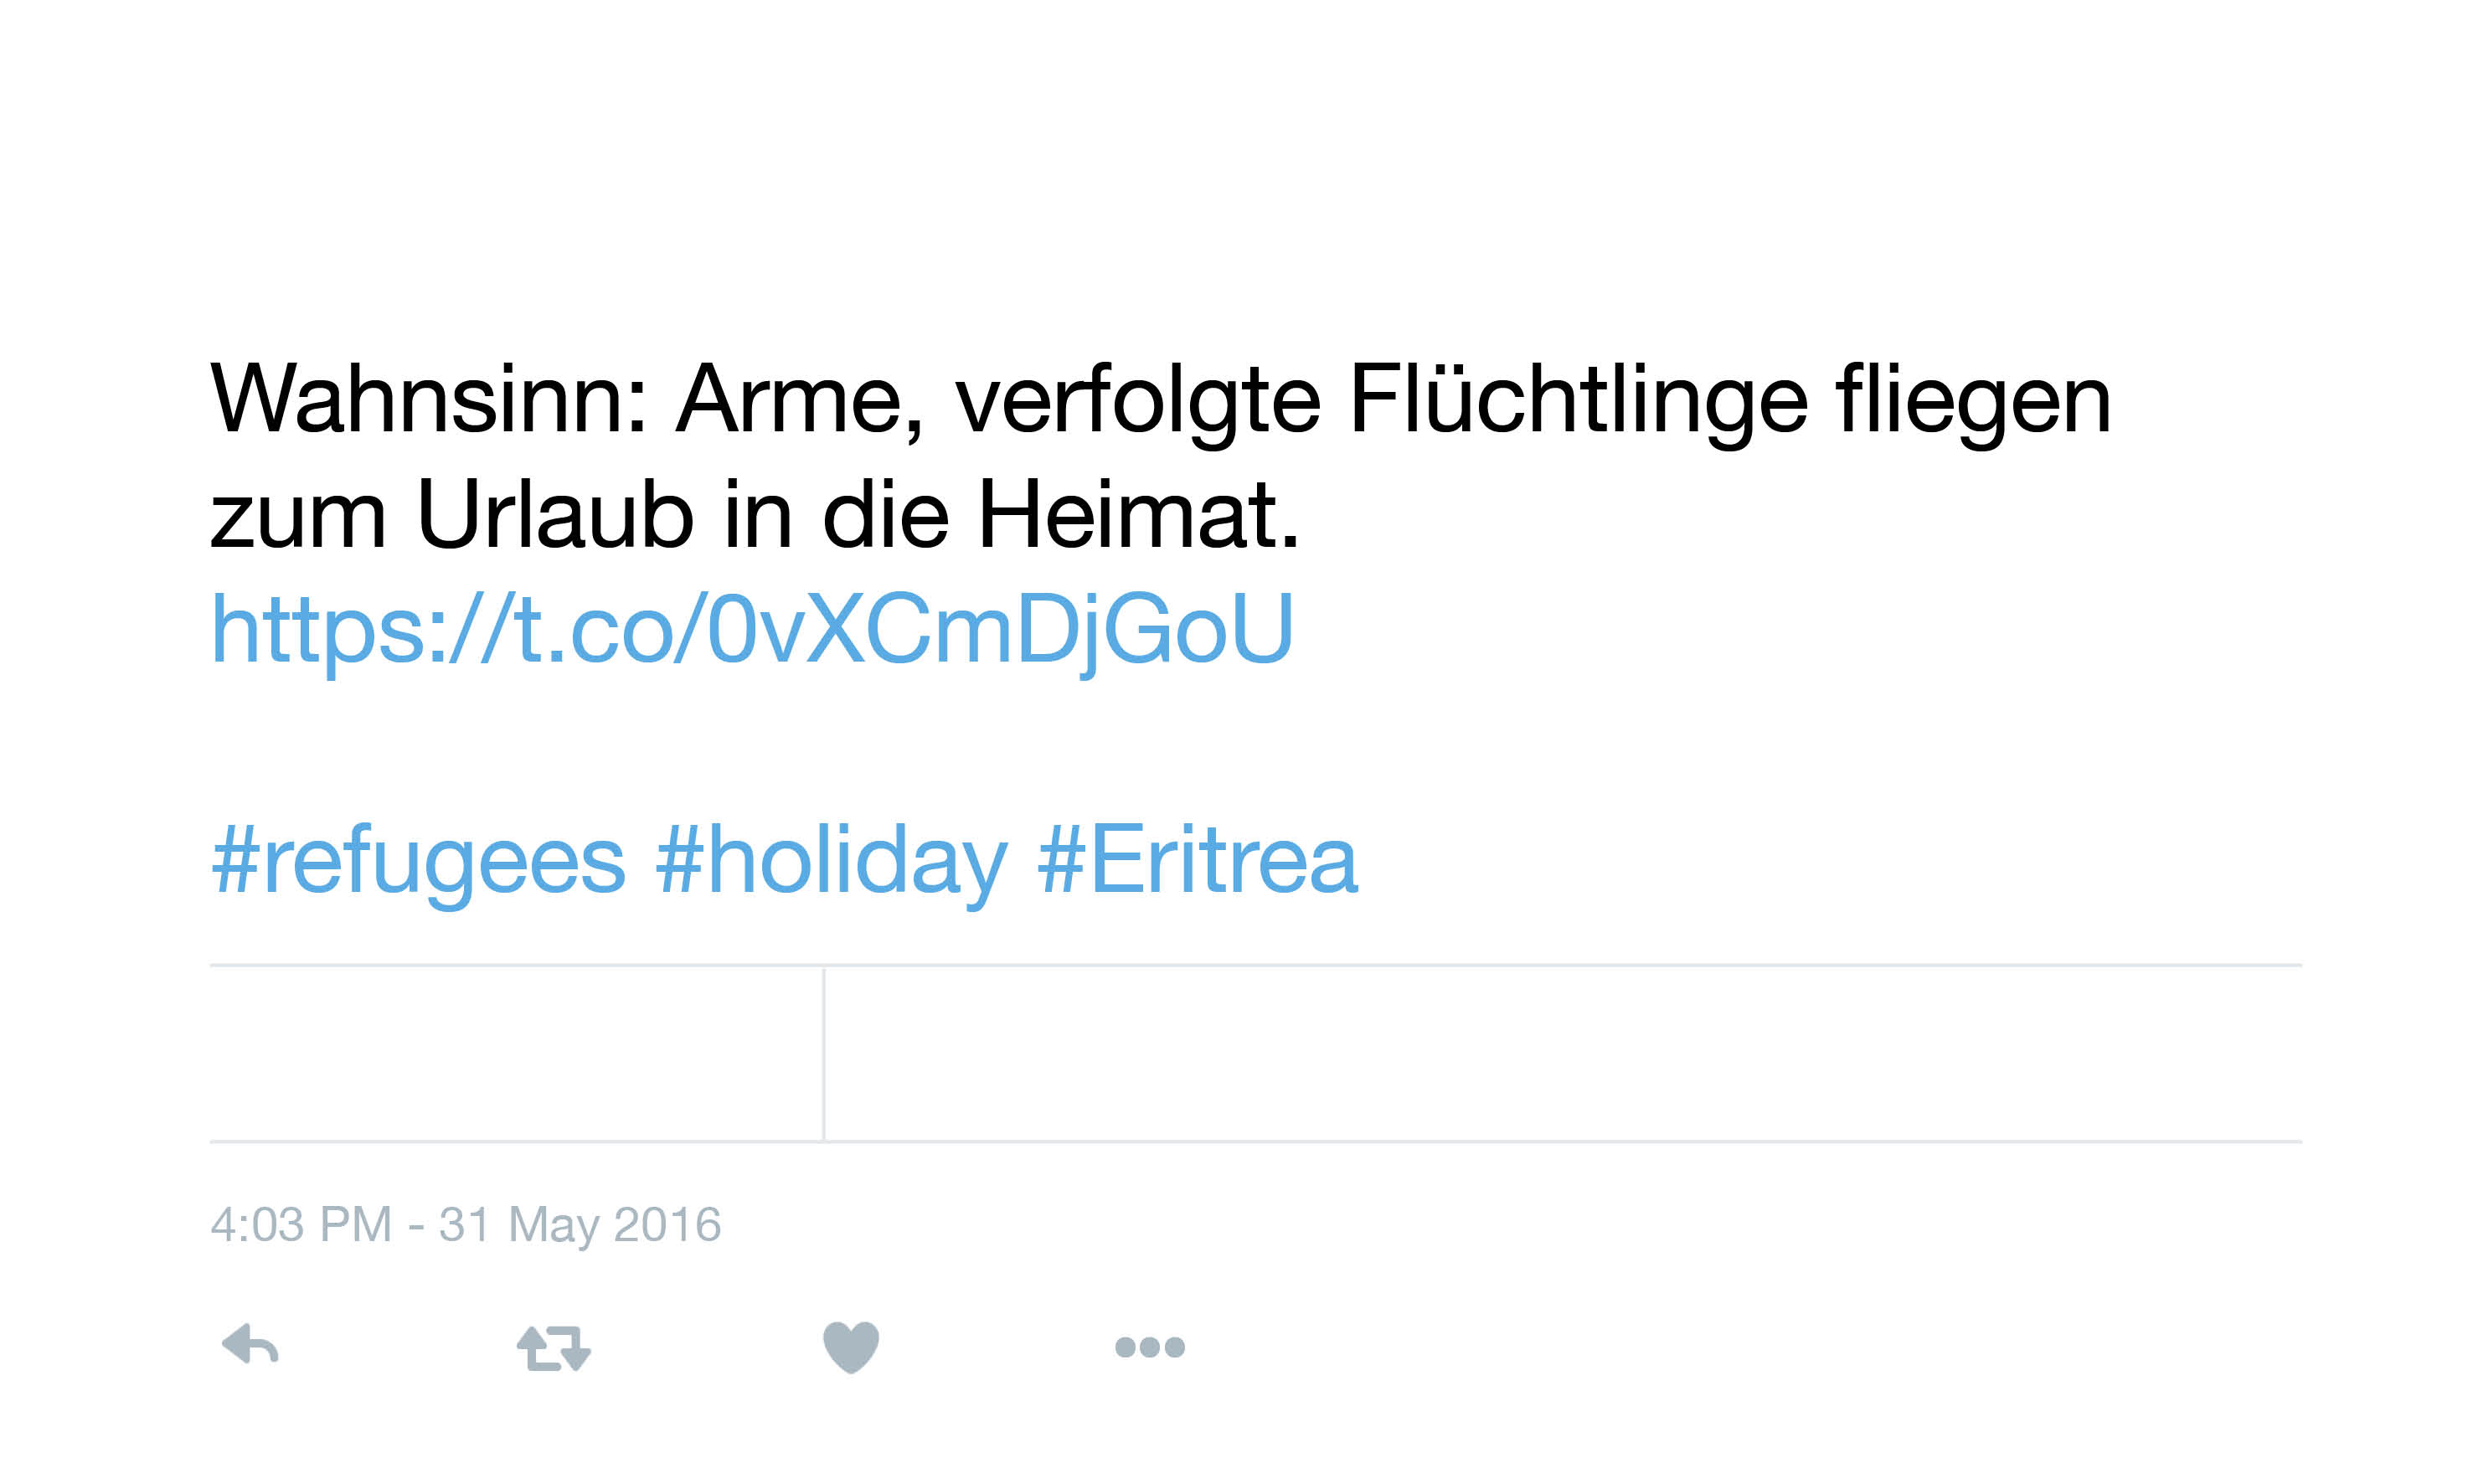 Wahnsinn: Arme, verfolgte Flüchtlinge fliegen
zum Urlaub in die Heimat.
https://t.co/0vXCmDjGoU
#refugees #holiday #Eritrea
4:03 PM - 31 May 2016